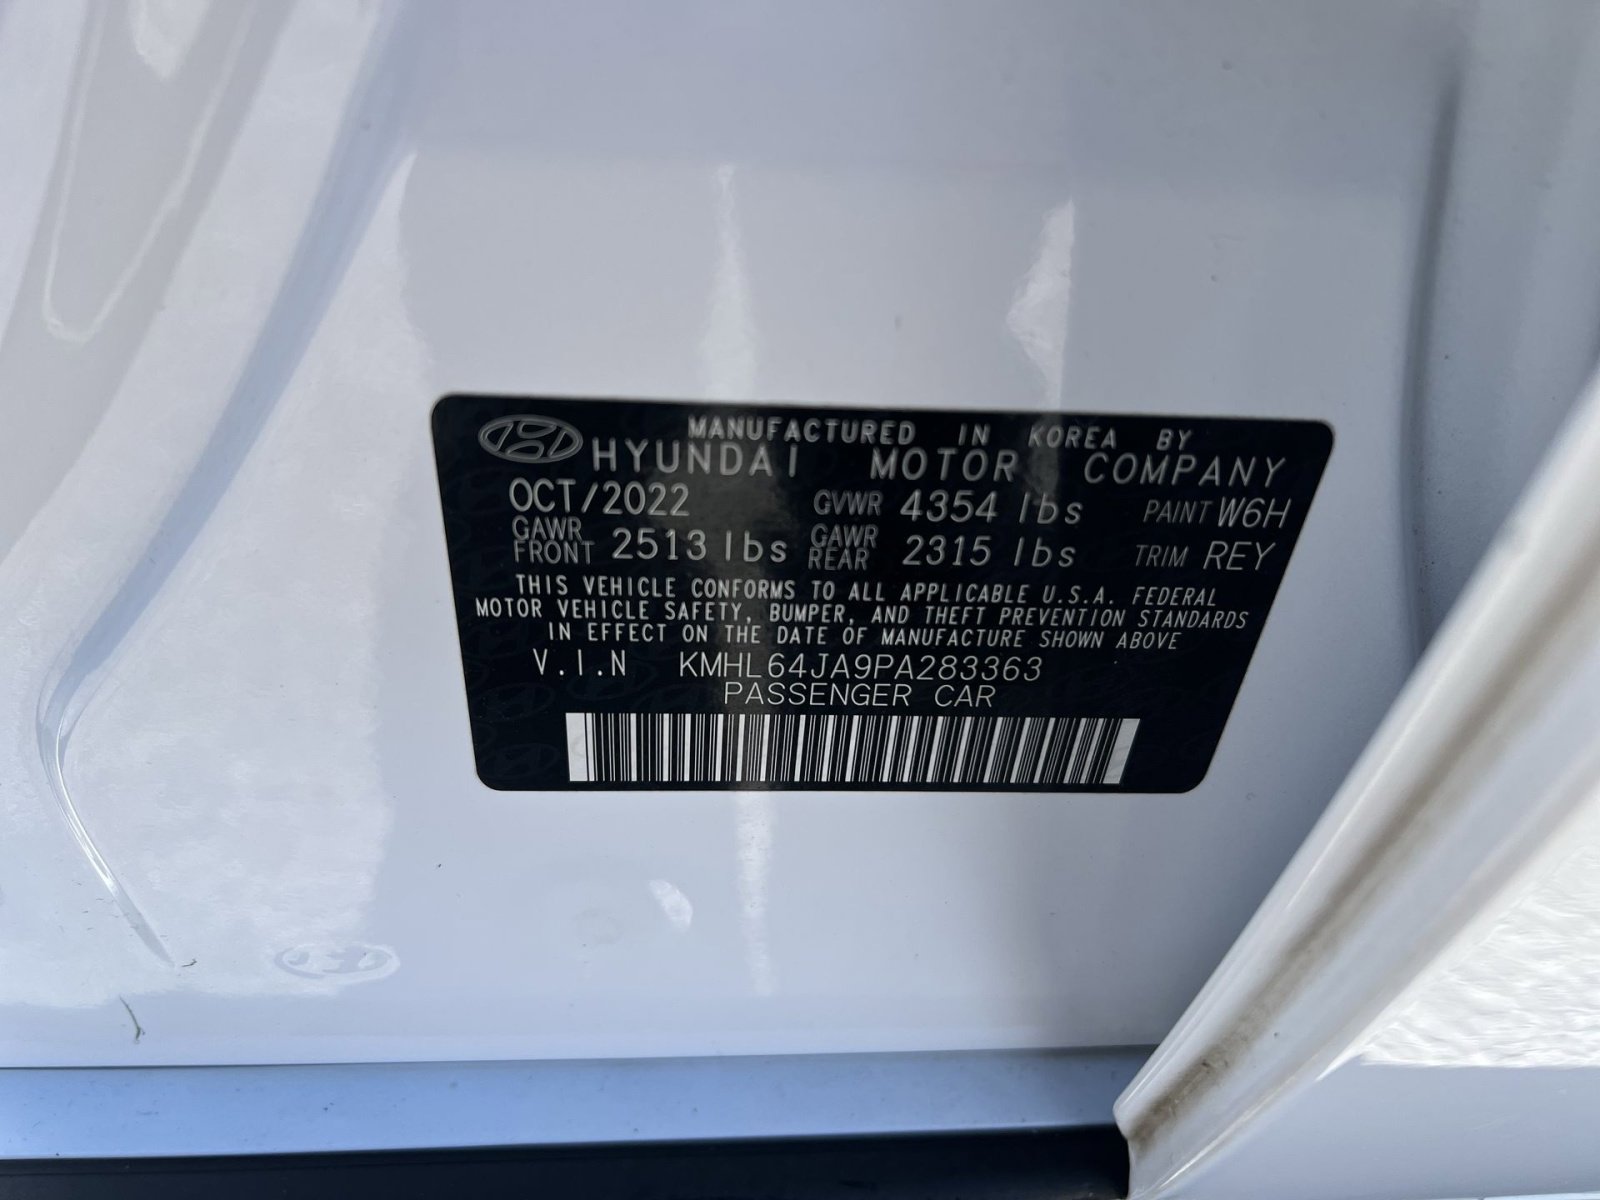 MANUFACTURED IN KOREA BY
HYUNDAI MOTOR COMPANY
OCT/2022 GVWR 4354 lbs PAINT W6H
GAWR FRONT 2513 lbs GAWR REAR 2315 lbs TRIM REY
THIS VEHICLE CONFORMS TO ALL APPLICABLE U.S.A. FEDERAL
MOTOR VEHICLE SAFETY, BUMPER, AND THEFT PREVENTION STANDARDS
IN EFFECT ON THE DATE OF MANUFACTURE SHOWN ABOVE
V.I.N KMHL64JA9PA283363
PASSENGER CAR